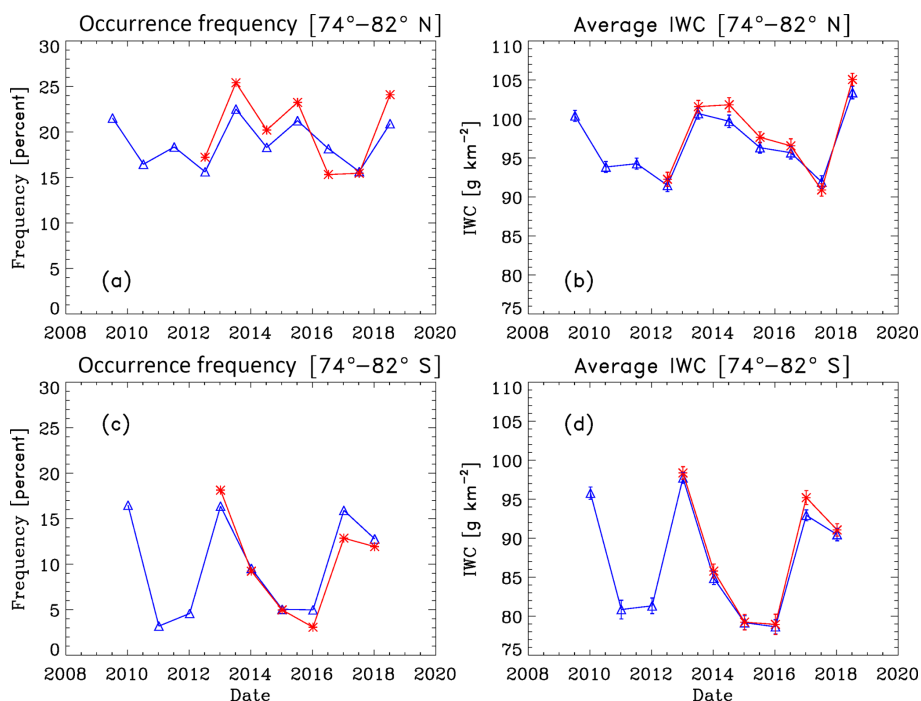 Occurrence frequency [74°–82° N]
30
25
20
15
10
5
0
Frequency [percent]
(a)
2008 2010 2012 2014 2016 2018 2020
Average IWC [74°–82° N]
110
105
100
95
90
85
80
75
IWC [g km⁻²]
(b)
2008 2010 2012 2014 2016 2018 2020
Occurrence frequency [74°–82° S]
30
25
20
15
10
5
0
Frequency [percent]
(c)
2008 2010 2012 2014 2016 2018 2020
Date
Average IWC [74°–82° S]
110
105
100
95
90
85
80
75
IWC [g km⁻²]
(d)
2008 2010 2012 2014 2016 2018 2020
Date